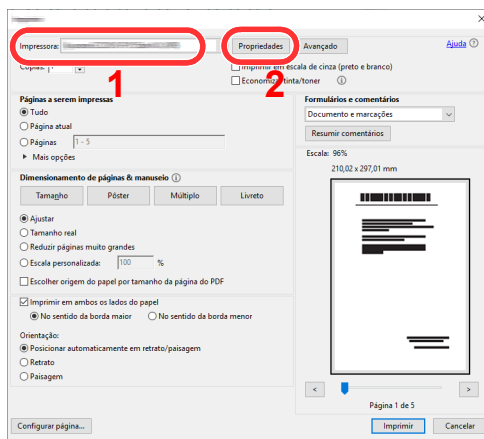 Impressora:
Propriedades
Avançado
Ajuda
Cópias: 1
Imprimir em escala de cinza (preto e branco)
Economizar tinta/toner
1
2
Páginas a serem impressas
Tudo
Página atual
Páginas 1 - 5
Mais opções
Formulários e comentários
Documento e marcações
Resumir comentários
Escala: 96%
210,02 x 297,01 mm
Dimensionamento de páginas & manuseio
Tamanho Pôster Múltiplo Livreto
Ajustar
Tamanho real
Reduzir páginas muito grandes
Escala personalizada: 100 %
Escolher origem do papel por tamanho da página do PDF
Imprimir em ambos os lados do papel
No sentido da borda maior No sentido da borda menor
Orientação:
Posicionar automaticamente em retrato/paisagem
Retrato
Paisagem
< >
Página 1 de 5
Configurar página...
Imprimir
Cancelar